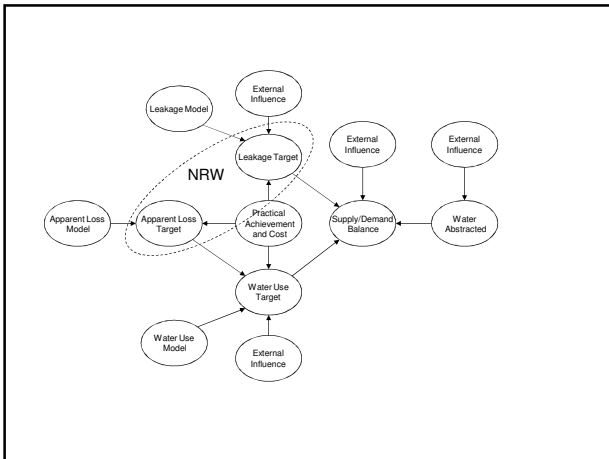 External
Influence
Leakage Model
External
Influence
External
Influence
Leakage Target
NRW
Apparent Loss
Model
Apparent Loss
Target
Practical
Achievement
and Cost
Supply/Demand
Balance
Water
Abstracted
Water Use
Target
Water Use
Model
External
Influence